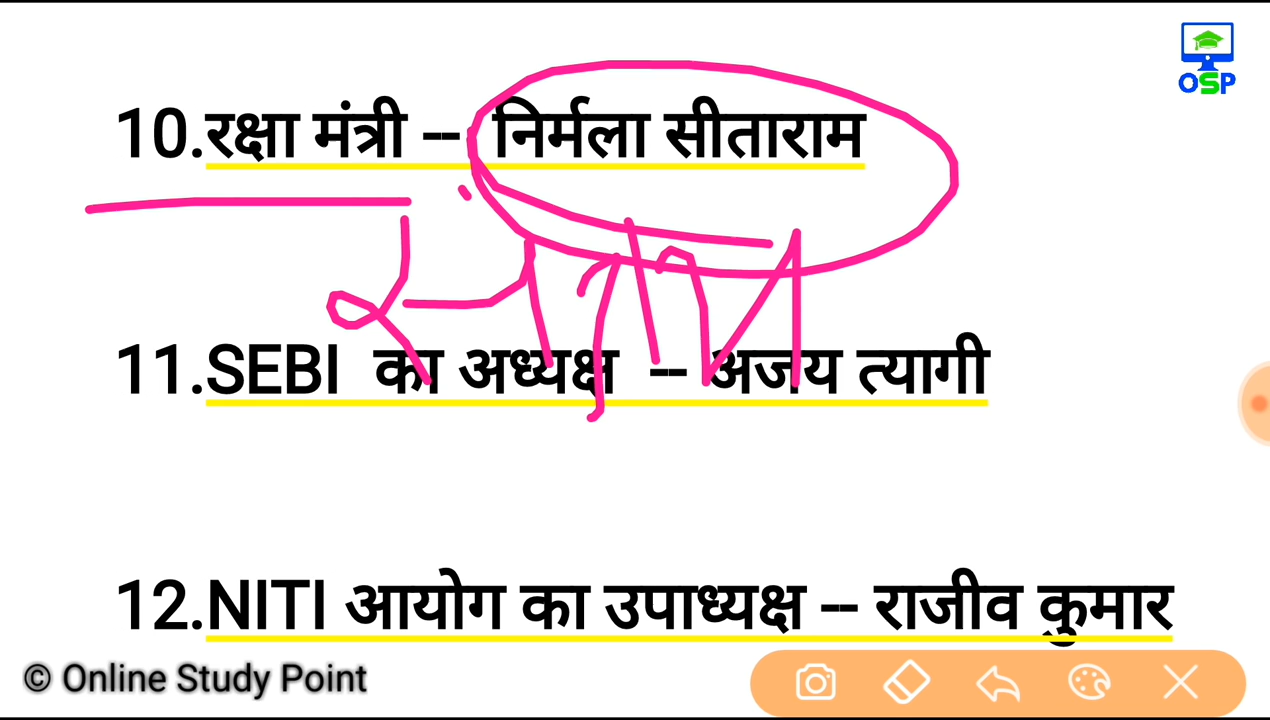 OSP
10.रक्षा मंत्री -- निर्मला सीताराम
11.SEBI का अध्यक्ष -- अजय त्यागी
12.NITI आयोग का उपाध्यक्ष -- राजीव कुमार
© Online Study Point